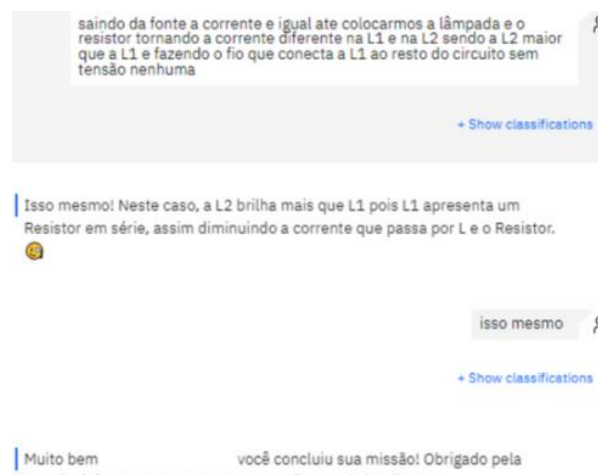 saindo da fonte a corrente e igual ate colocarmos a lâmpada e o
resistor tornando a corrente diferente na L1 e na L2 sendo a L2 maior
que a L1 e fazendo o fio que conecta a L1 ao resto do circuito sem
tensão nenhuma
+ Show classifications
Isso mesmo! Neste caso, a L2 brilha mais que L1 pois L1 apresenta um
Resistor em série, assim diminuindo a corrente que passa por L e o Resistor.
isso mesmo
+ Show classifications
Muito bem você concluiu sua missão! Obrigado pela